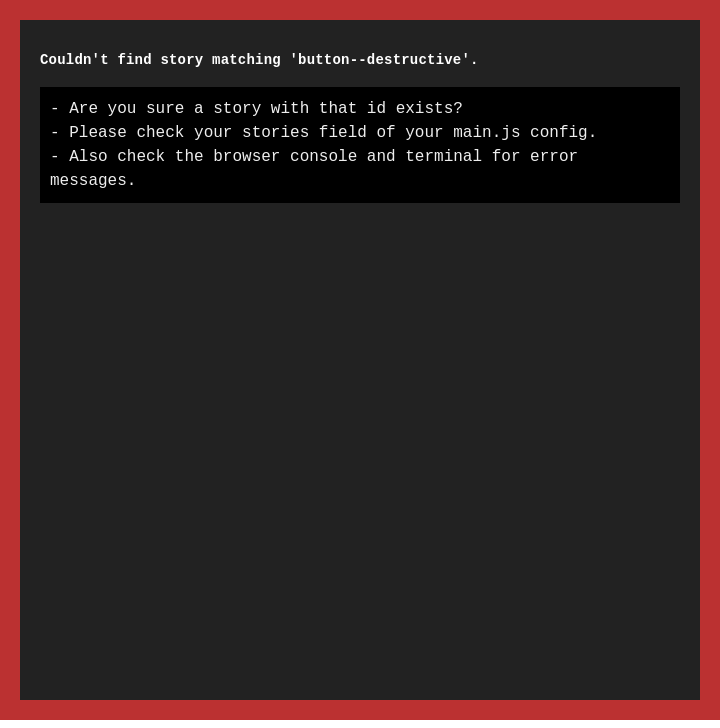 Couldn't find story matching 'button--destructive'.
- Are you sure a story with that id exists?
- Please check your stories field of your main.js config.
- Also check the browser console and terminal for error
messages.